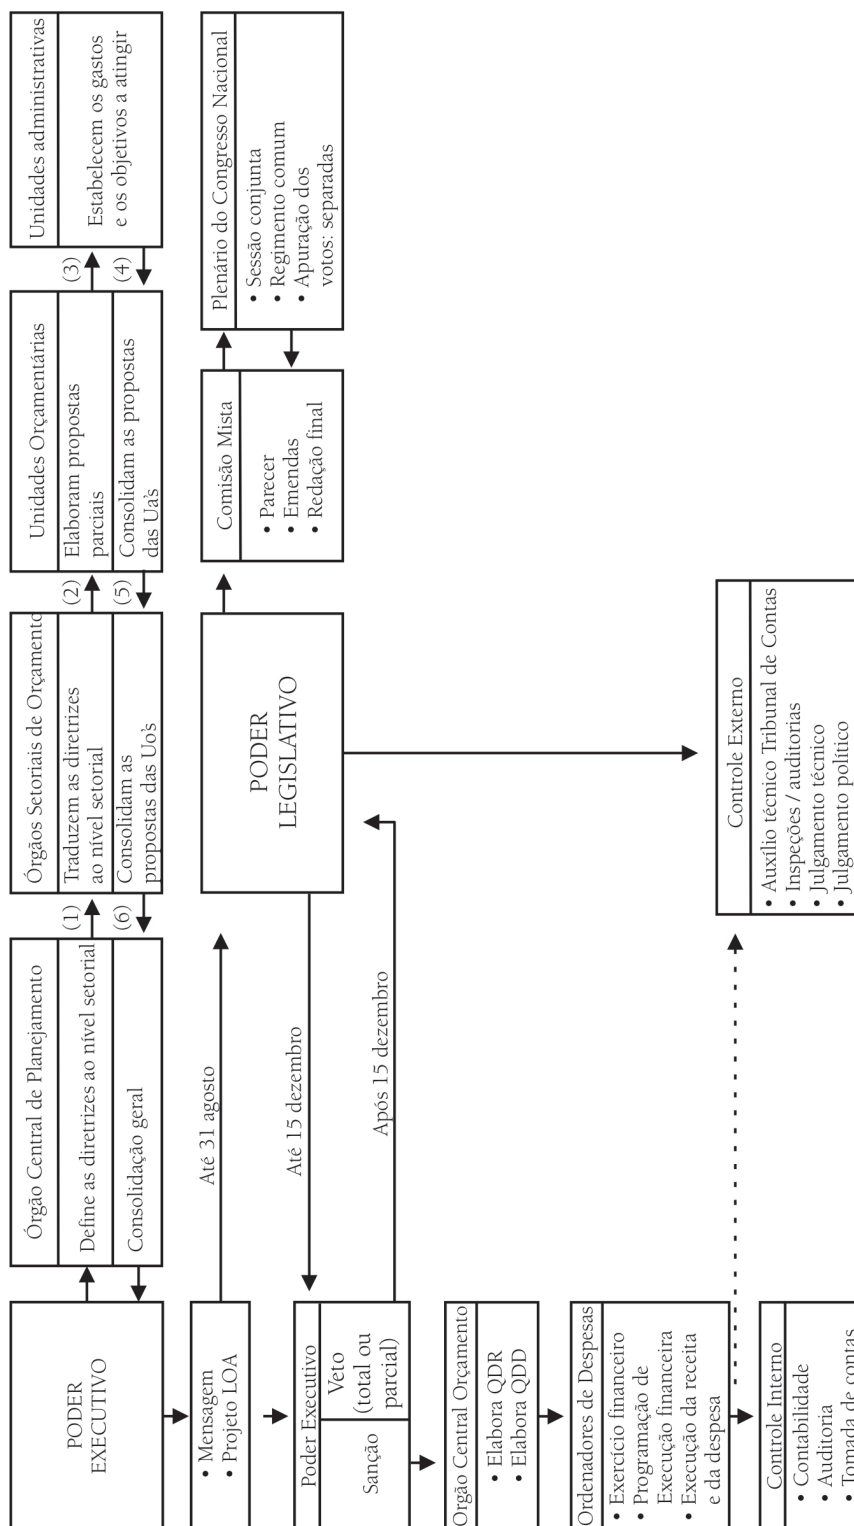 PODER
EXECUTIVO
Órgão Central de Planejamento
Define as diretrizes ao nível setorial
Consolidação geral
(1)
(6)
Órgãos Setoriais de Orçamento
Traduzem as diretrizes
ao nível setorial
Consolidam as
propostas das Uo's
(2)
(5)
Unidades Orçamentárias
Elaboram propostas
parciais
Consolidam as propostas
das Ua's
(3)
(4)
Unidades administrativas
Estabelecem os gastos
e os objetivos a atingir
• Mensagem
• Projeto LOA
Até 31 agosto
PODER
LEGISLATIVO
Comisão Mista
• Parecer
• Emendas
• Redação final
Plenário do Congresso Nacional
• Sessão conjunta
• Regimento comum
• Apuração dos
votos: separadas
Até 15 dezembro
Poder Executivo
Sanção
Veto
(total ou
parcial)
Após 15 dezembro
Orgão Central Orçamento
• Elabora QDR
• Elabora QDD
Ordenadores de Despesas
• Exercício financeiro
• Programação de
Execução financeira
• Execução da receita
e da despesa
Controle Interno
• Contabilidade
• Auditoria
• Tomada de contas
Controle Externo
• Auxílio técnico Tribunal de Contas
• Inspeções / auditorias
• Julgamento técnico
• Julgamento político